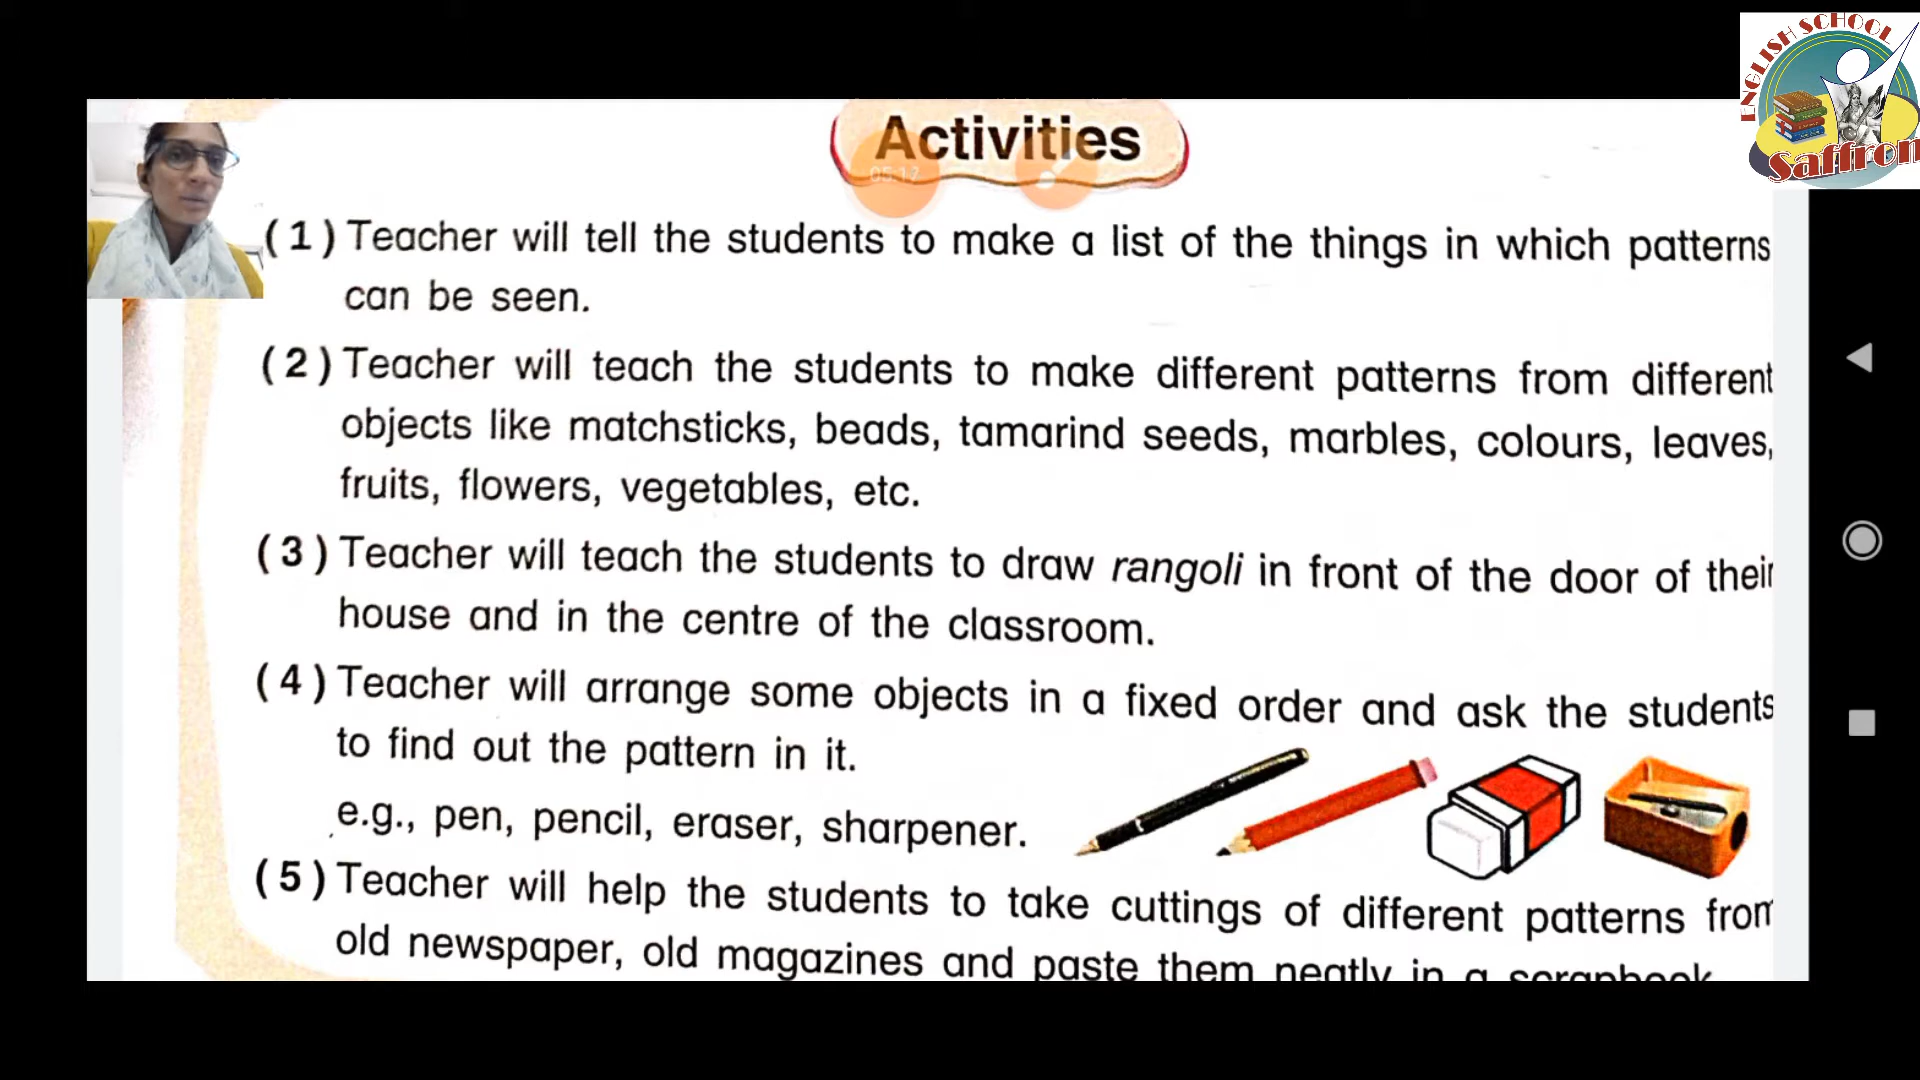 ENGLISH SCHOOL
Saffron
Activities
05:17
(1) Teacher will tell the students to make a list of the things in which patterns
can be seen.
(2) Teacher will teach the students to make different patterns from different
objects like matchsticks, beads, tamarind seeds, marbles, colours, leaves,
fruits, flowers, vegetables, etc.
(3) Teacher will teach the students to draw rangoli in front of the door of their
house and in the centre of the classroom.
(4) Teacher will arrange some objects in a fixed order and ask the students
to find out the pattern in it.
e.g., pen, pencil, eraser, sharpener.
(5) Teacher will help the students to take cuttings of different patterns from
old newspaper, old magazines and paste them neatly in a scrapbook